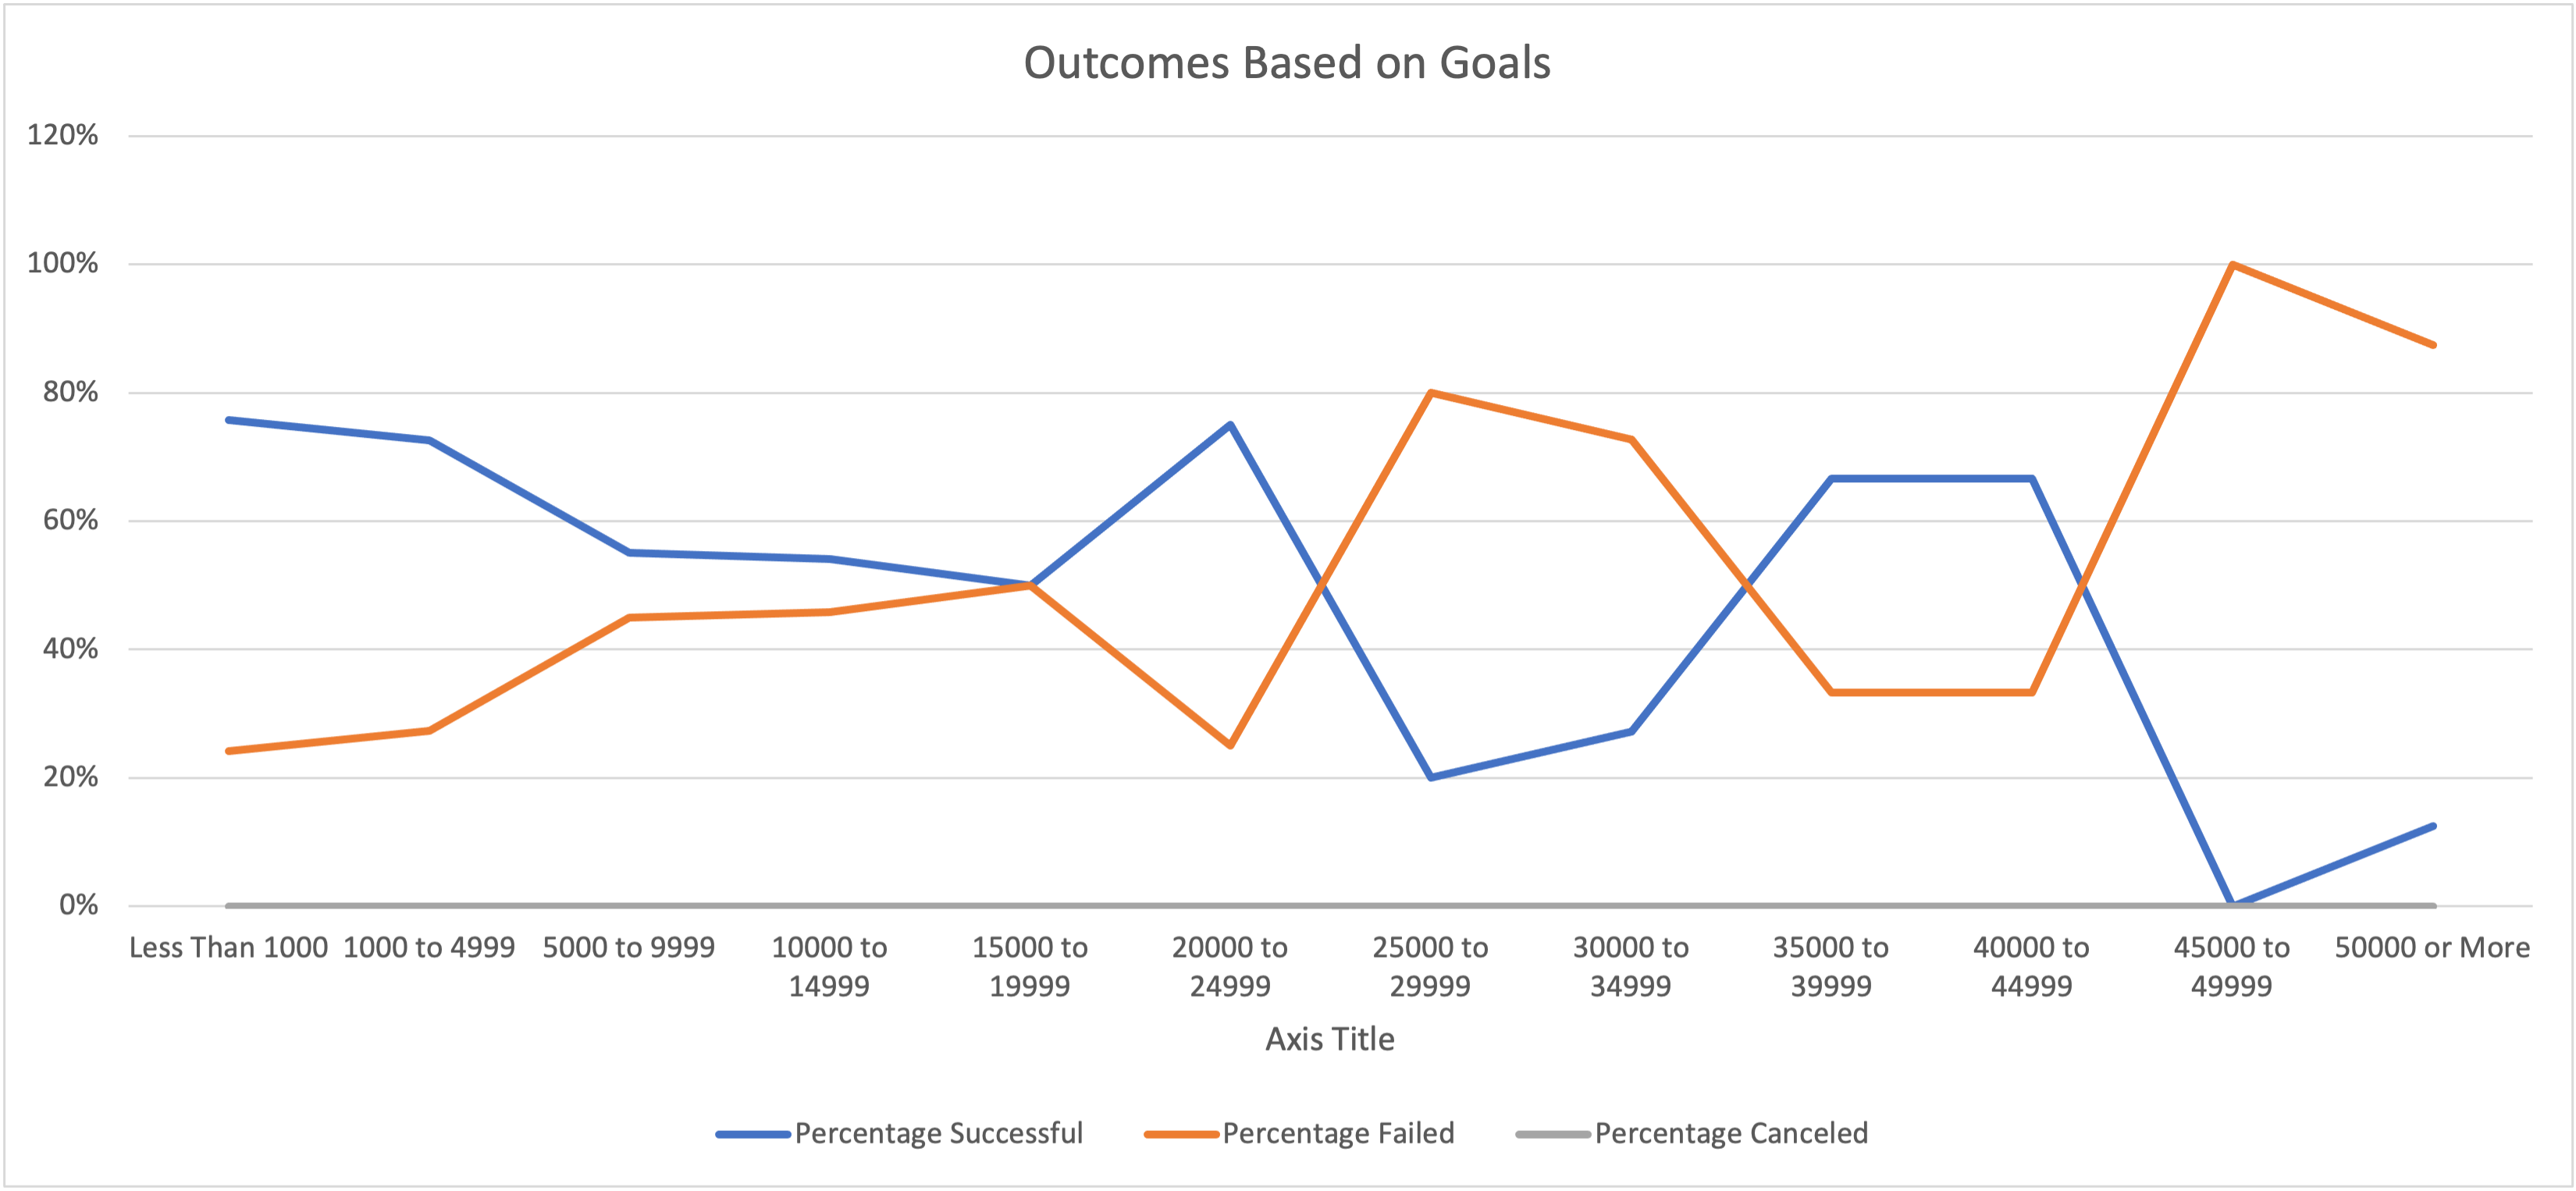 Outcomes Based on Goals
120%
100%
80%
60%
40%
20%
0%
Less Than 1000 1000 to 4999 5000 to 9999 10000 to 15000 to 20000 to 25000 to 30000 to 35000 to 40000 to 45000 to 50000 or More
14999 19999 24999 29999 34999 39999 44999 49999
Axis Title
Percentage Successful Percentage Failed Percentage Canceled